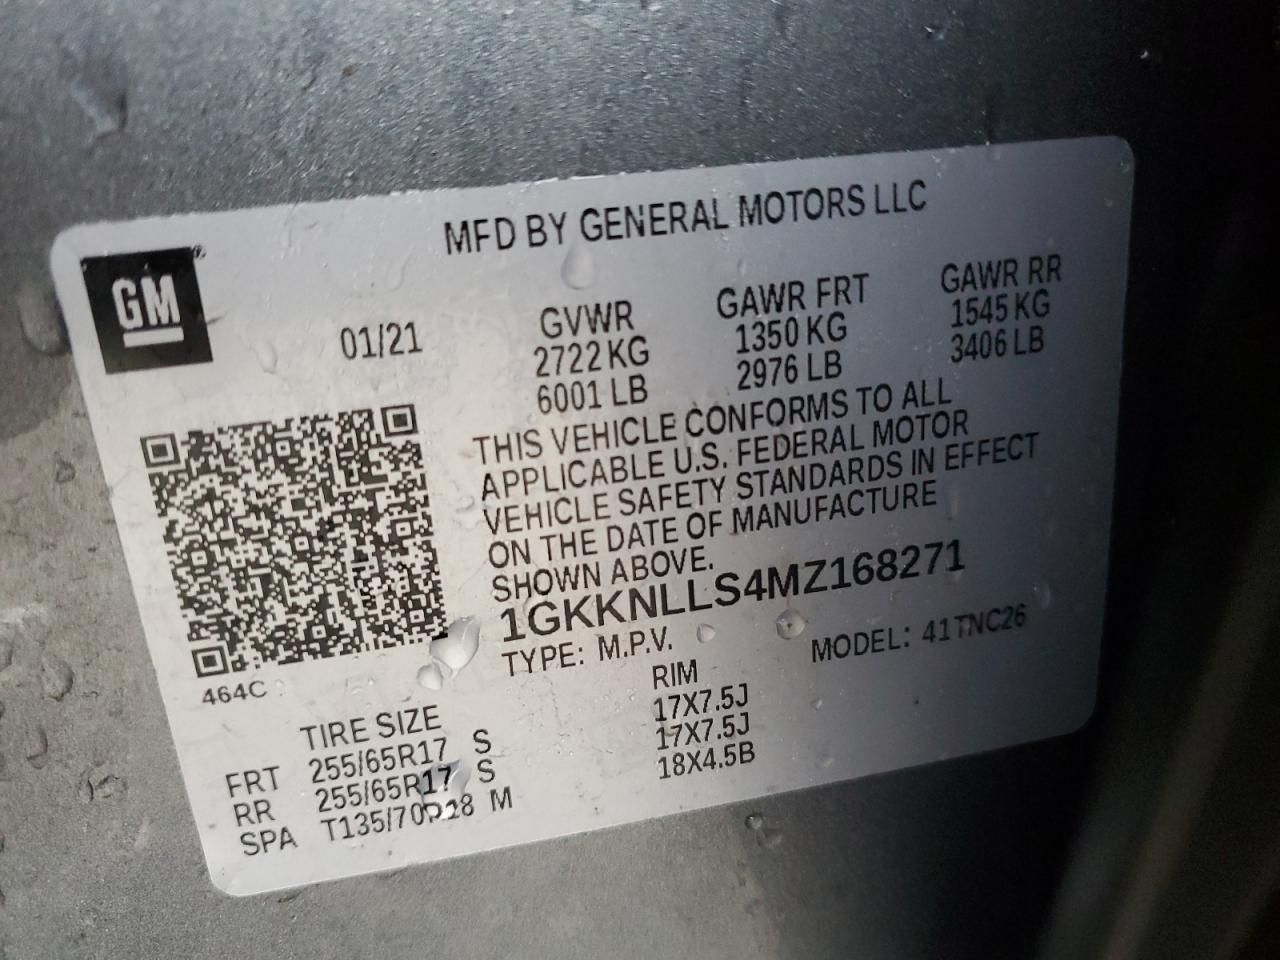 MFD BY GENERAL MOTORS LLC
GM®
01/21
GVWR GAWR FRT GAWR RR
2722 KG 1350 KG 1545 KG
6001 LB 2976 LB 3406 LB
THIS VEHICLE CONFORMS TO ALL
APPLICABLE U.S. FEDERAL MOTOR
VEHICLE SAFETY STANDARDS IN EFFECT
ON THE DATE OF MANUFACTURE
SHOWN ABOVE.
1GKKNLLS4MZ168271
TYPE: M.P.V. MODEL: 41TNC26
464C
TIRE SIZE RIM
FRT 255/65R17 S 17X7.5J
RR 255/65R17 S 17X7.5J
SPA T135/70R18 M 18X4.5B